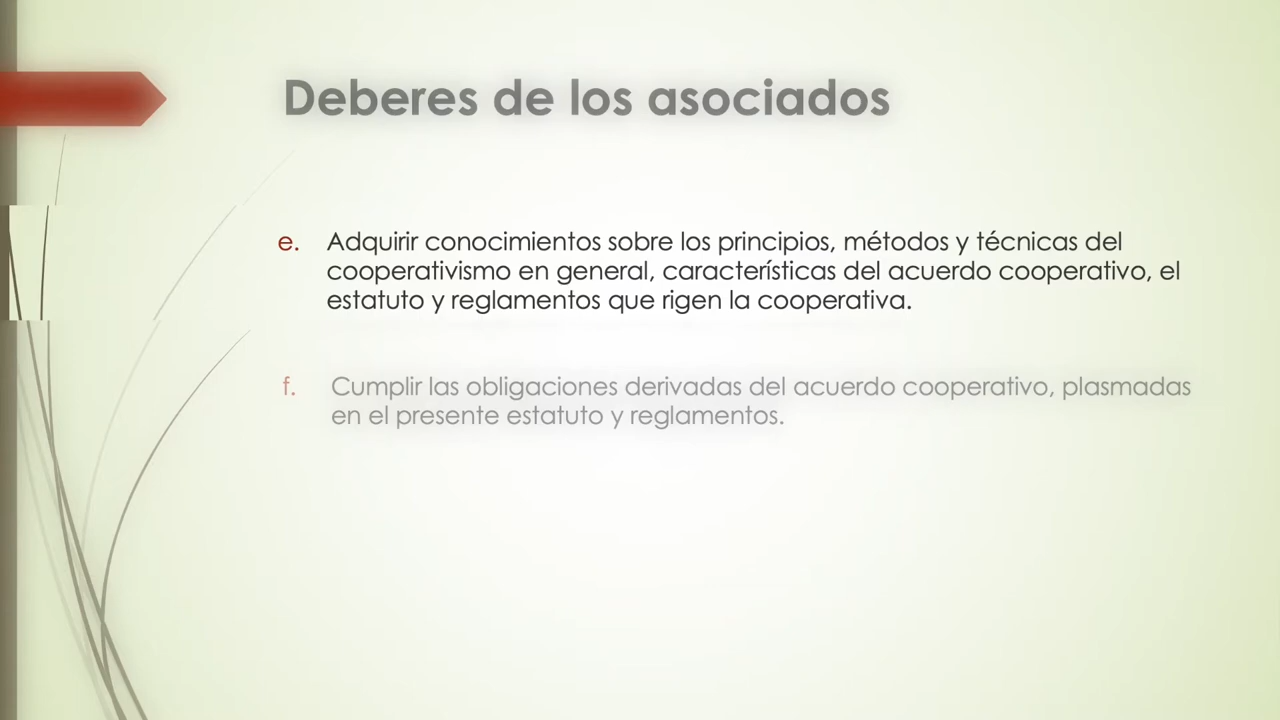 Deberes de los asociados
e. Adquirir conocimientos sobre los principios, métodos y técnicas del
cooperativismo en general, características del acuerdo cooperativo, el
estatuto y reglamentos que rigen la cooperativa.
f. Cumplir las obligaciones derivadas del acuerdo cooperativo, plasmadas
en el presente estatuto y reglamentos.